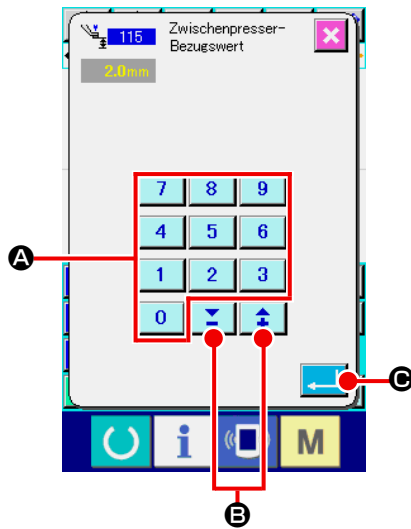 115 Zwischenpresser-
Bezugswert
2.0mm
7 8 9
A
4 5 6
1 2 3
0
C
i M
B